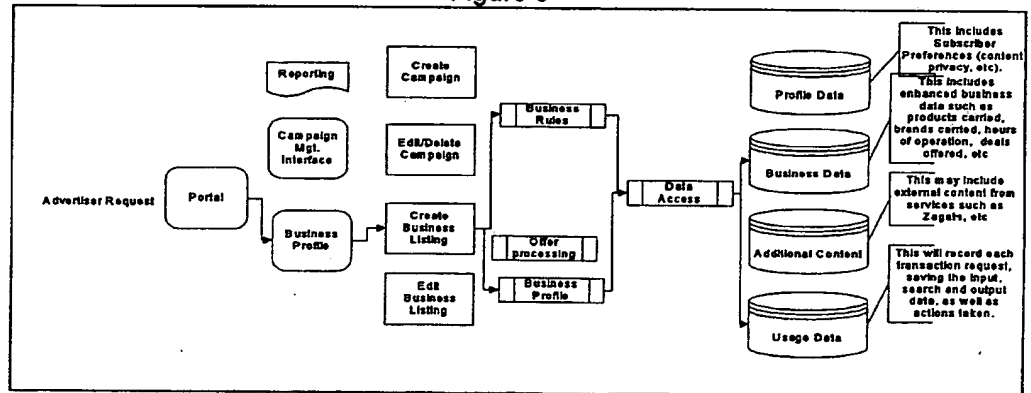 Reporting
Create
Campaign
Campaign
Mgt.
Interface
Edit/Delete
Campaign
Advertiser Request
Portal
Business
Profile
Create
Business
Listing
Edit
Business
Listing
Business
Rules
Offer
processing
Business
Profile
Data
Access
Profile Data
Business Data
Additional Content
Usage Data
This includes
Subscriber
Preferences (content
privacy, etc).
This includes
enhanced business
data such as
products carried,
brands carried, hours
of operation, deals
offered, etc
This may include
external content from
services such as
Zagats, etc
This will record each
transaction request,
saving the input,
search and output
data, as well as
actions taken.